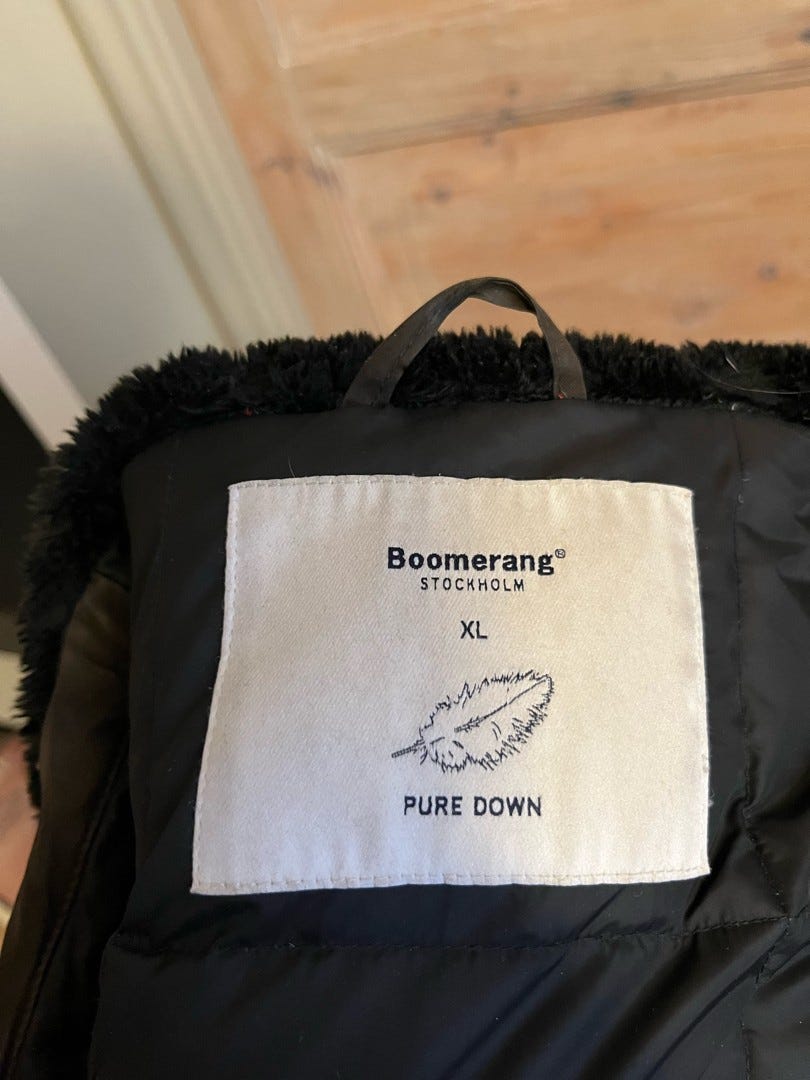 Boomerang®
STOCKHOLM
XL
PURE DOWN